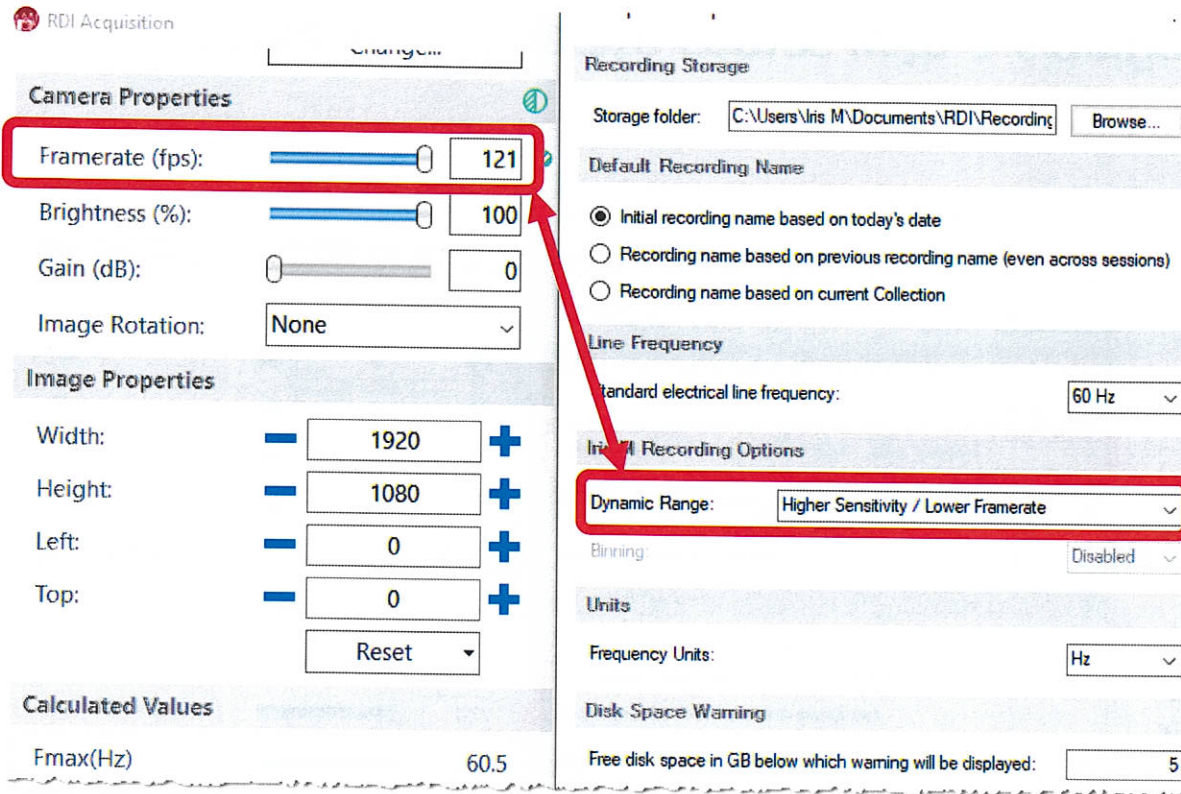 RDI Acquisition
Change...
Camera Properties
Framerate (fps): 121
Brightness (%): 100
Gain (dB): 0
Image Rotation: None
Image Properties
Width: 1920
Height: 1080
Left: 0
Top: 0
Reset
Calculated Values
Fmax(Hz) 60.5
Recording Storage
Storage folder: C:\Users\Iris M\Documents\RDI\Recording Browse...
Default Recording Name
Initial recording name based on today's date
Recording name based on previous recording name (even across sessions)
Recording name based on current Collection
Line Frequency
Standard electrical line frequency: 60 Hz
Iris M Recording Options
Dynamic Range: Higher Sensitivity / Lower Framerate
Binning: Disabled
Units
Frequency Units: Hz
Disk Space Warning
Free disk space in GB below which warning will be displayed: 5